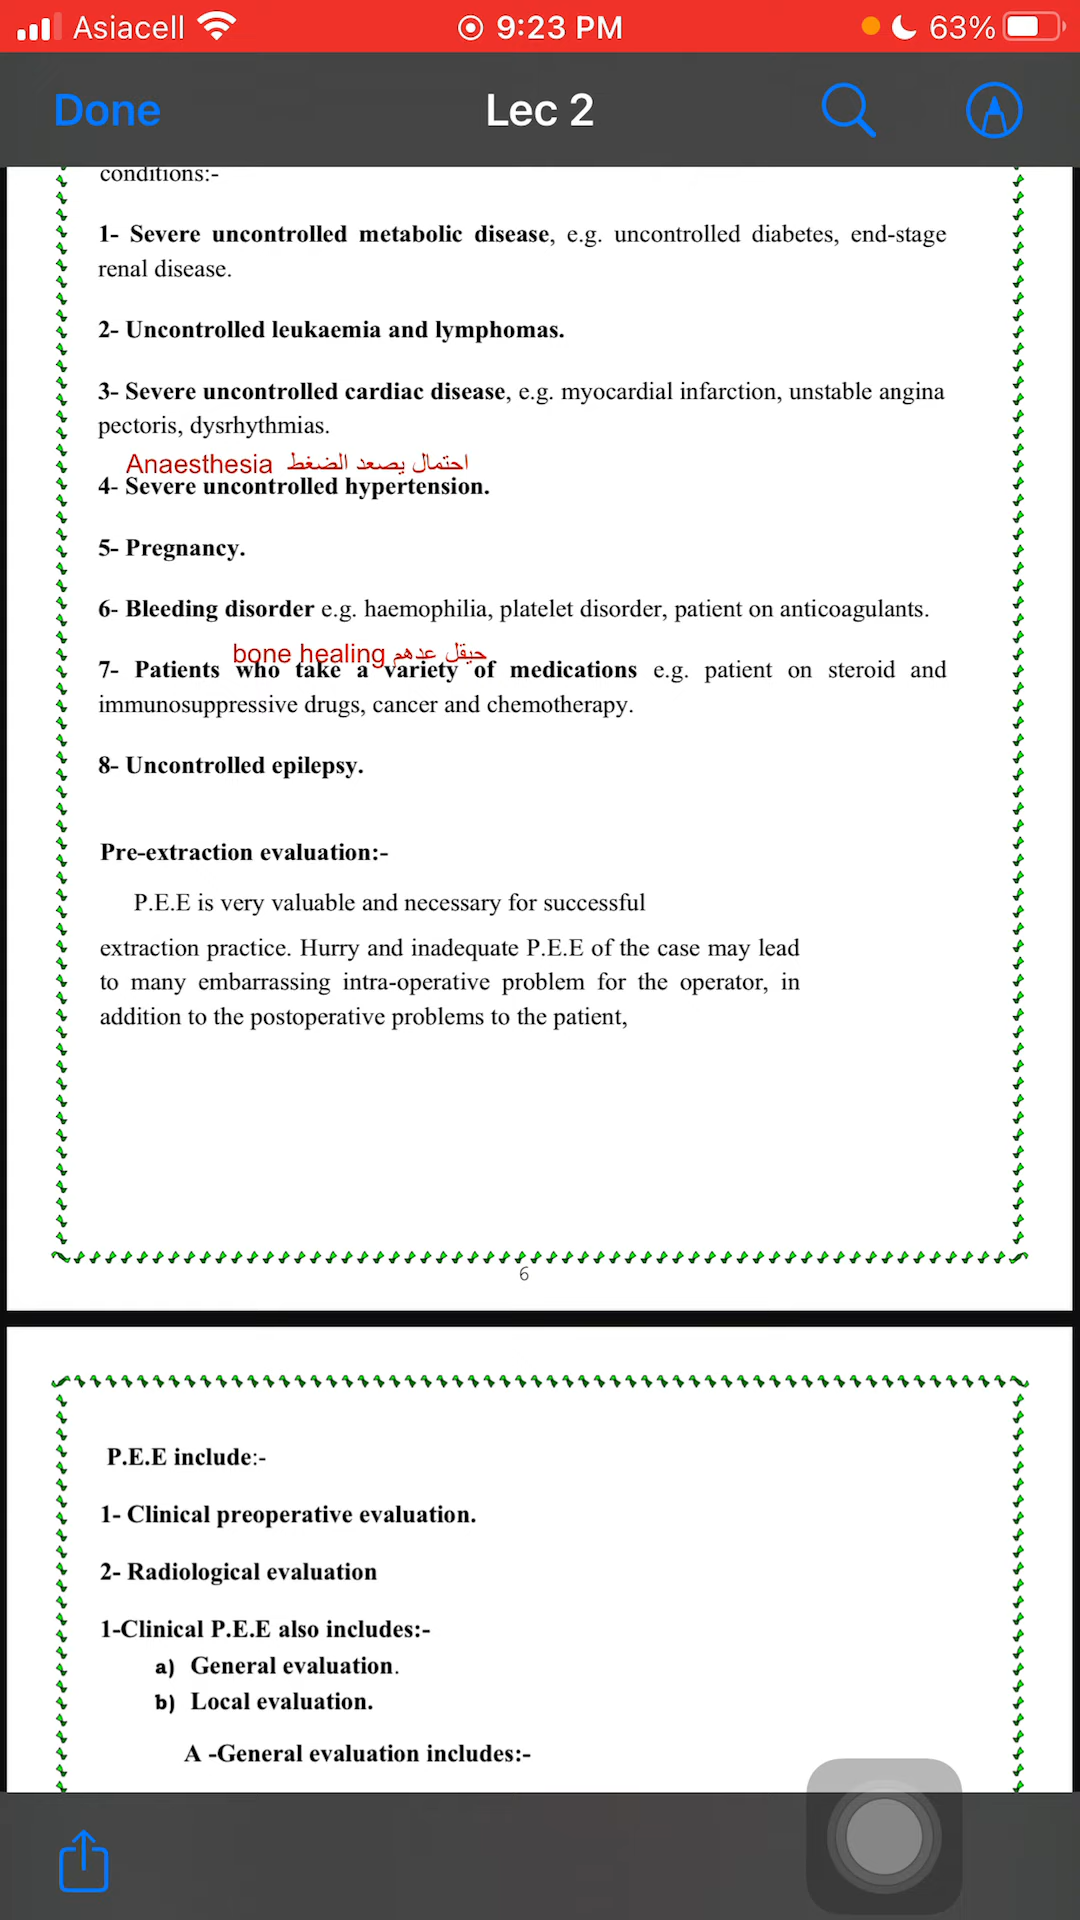 Asiacell 9:23 PM 63%
Done Lec 2
conditions:-
1- Severe uncontrolled metabolic disease, e.g. uncontrolled diabetes, end-stage
renal disease.
2- Uncontrolled leukaemia and lymphomas.
3- Severe uncontrolled cardiac disease, e.g. myocardial infarction, unstable angina
pectoris, dysrhythmias.
Anaesthesia احتمال يصعد الضغط
4- Severe uncontrolled hypertension.
5- Pregnancy.
6- Bleeding disorder e.g. haemophilia, platelet disorder, patient on anticoagulants.
bone healing حيقل عدهم
7- Patients who take a variety of medications e.g. patient on steroid and
immunosuppressive drugs, cancer and chemotherapy.
8- Uncontrolled epilepsy.
Pre-extraction evaluation:-
P.E.E is very valuable and necessary for successful
extraction practice. Hurry and inadequate P.E.E of the case may lead
to many embarrassing intra-operative problem for the operator, in
addition to the postoperative problems to the patient,
6
P.E.E include:-
1- Clinical preoperative evaluation.
2- Radiological evaluation
1-Clinical P.E.E also includes:-
a) General evaluation.
b) Local evaluation.
A -General evaluation includes:-